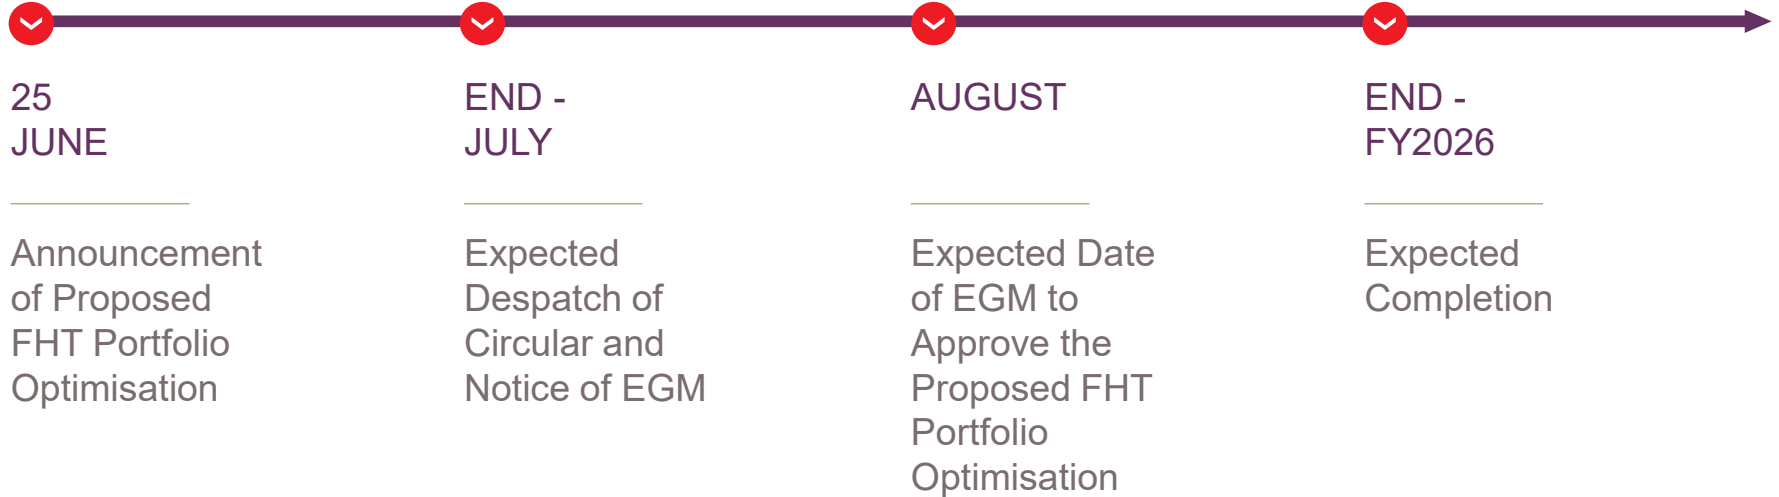 25
JUNE
Announcement
of Proposed
FHT Portfolio
Optimisation
END -
JULY
Expected
Despatch of
Circular and
Notice of EGM
AUGUST
Expected Date
of EGM to
Approve the
Proposed FHT
Portfolio
Optimisation
END -
FY2026
Expected
Completion